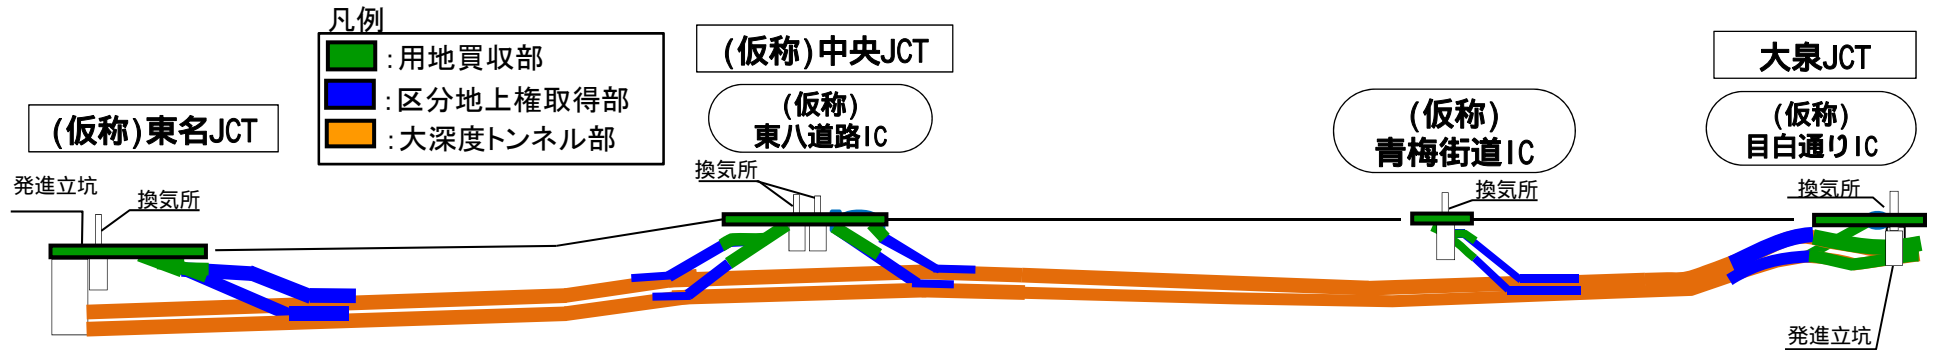 凡例
:用地買収部
:区分地上権取得部
:大深度トンネル部
(仮称)東名JCT
発進立坑
換気所
(仮称)中央JCT
(仮称)
東八道路IC
換気所
(仮称)
青梅街道IC
換気所
大泉JCT
(仮称)
目白通りIC
換気所
発進立坑